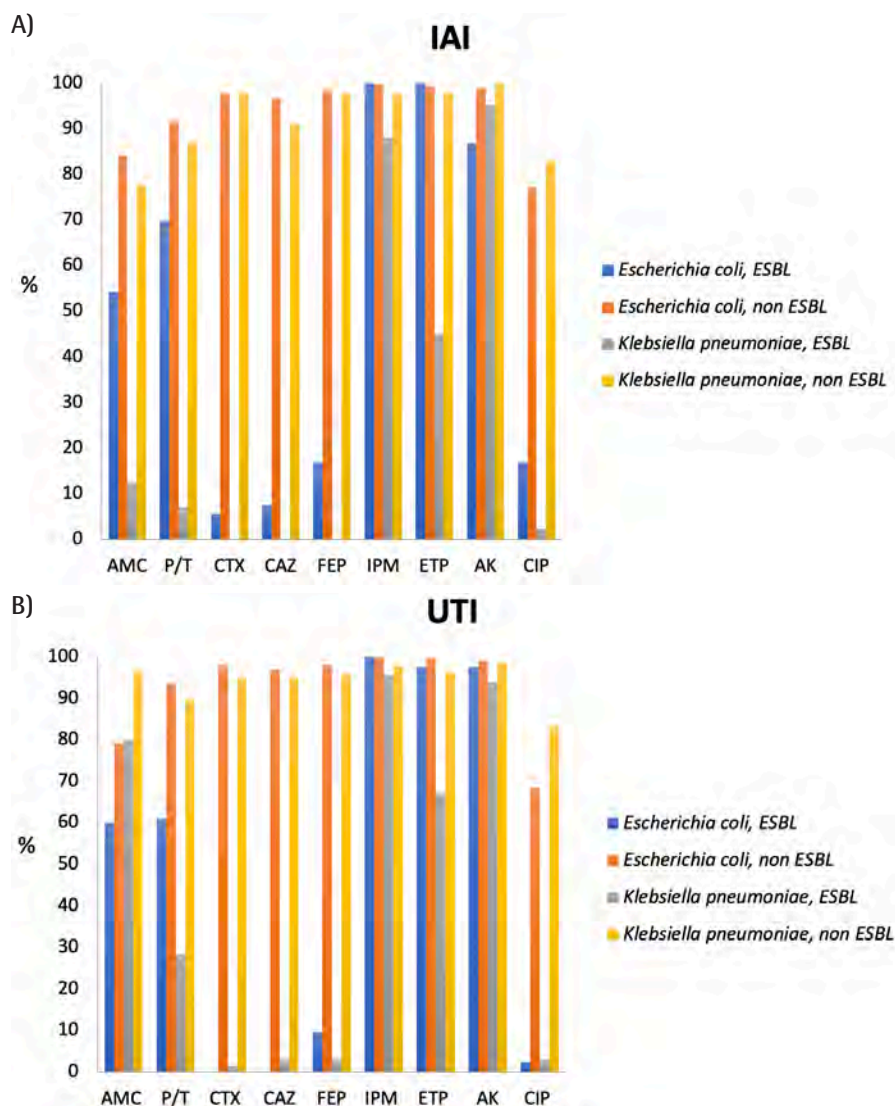 A)
IAI
100
90
80
70
60
50
40
30
20
10
0
%
AMC P/T CTX CAZ FEP IPM ETP AK CIP
Escherichia coli, ESBL
Escherichia coli, non ESBL
Klebsiella pneumoniae, ESBL
Klebsiella pneumoniae, non ESBL
B)
UTI
100
90
80
70
60
50
40
30
20
10
0
%
AMC P/T CTX CAZ FEP IPM ETP AK CIP
Escherichia coli, ESBL
Escherichia coli, non ESBL
Klebsiella pneumoniae, ESBL
Klebsiella pneumoniae, non ESBL